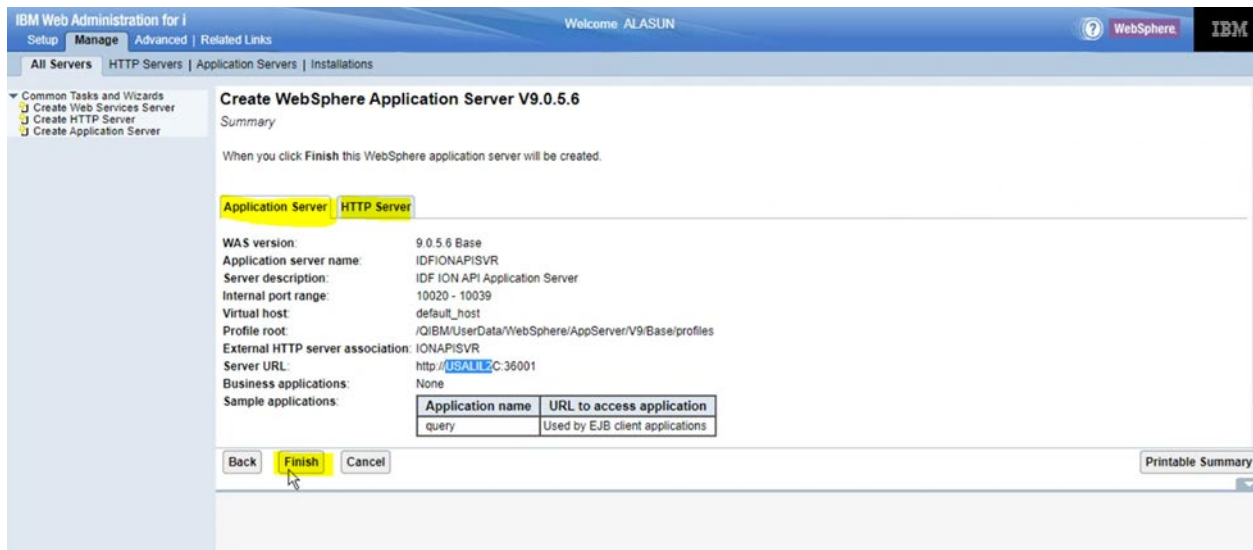 IBM Web Administration for i
Welcome ALASUN
? WebSphere. IBM
Setup Manage Advanced | Related Links
All Servers HTTP Servers | Application Servers | Installations
Common Tasks and Wizards
Create Web Services Server
Create HTTP Server
Create Application Server
Create WebSphere Application Server V9.0.5.6
Summary
When you click Finish this WebSphere application server will be created.
Application Server HTTP Server
WAS version: 9.0.5.6 Base
Application server name: IDFIONAPISVR
Server description: IDF ION API Application Server
Internal port range: 10020 - 10039
Virtual host: default_host
Profile root: /QIBM/UserData/WebSphere/AppServer/V9/Base/profiles
External HTTP server association: IONAPISVR
Server URL: http://USALIL2C:36001
Business applications: None
Sample applications:
Application name URL to access application
query Used by EJB client applications
Back Finish Cancel Printable Summary